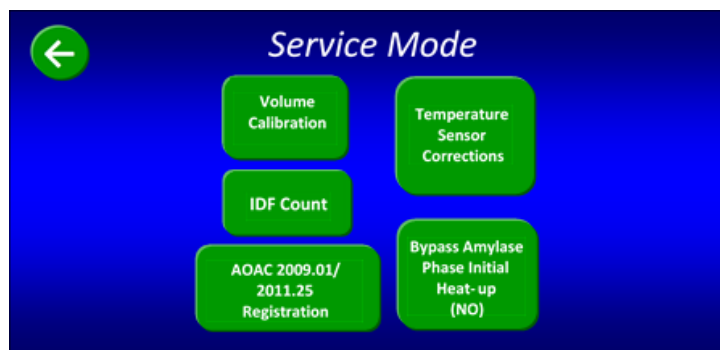 Service Mode
Volume
Calibration
Temperature
Sensor
Corrections
IDF Count
AOAC 2009.01/
2011.25
Registration
Bypass Amylase
Phase Initial
Heat-up
(NO)